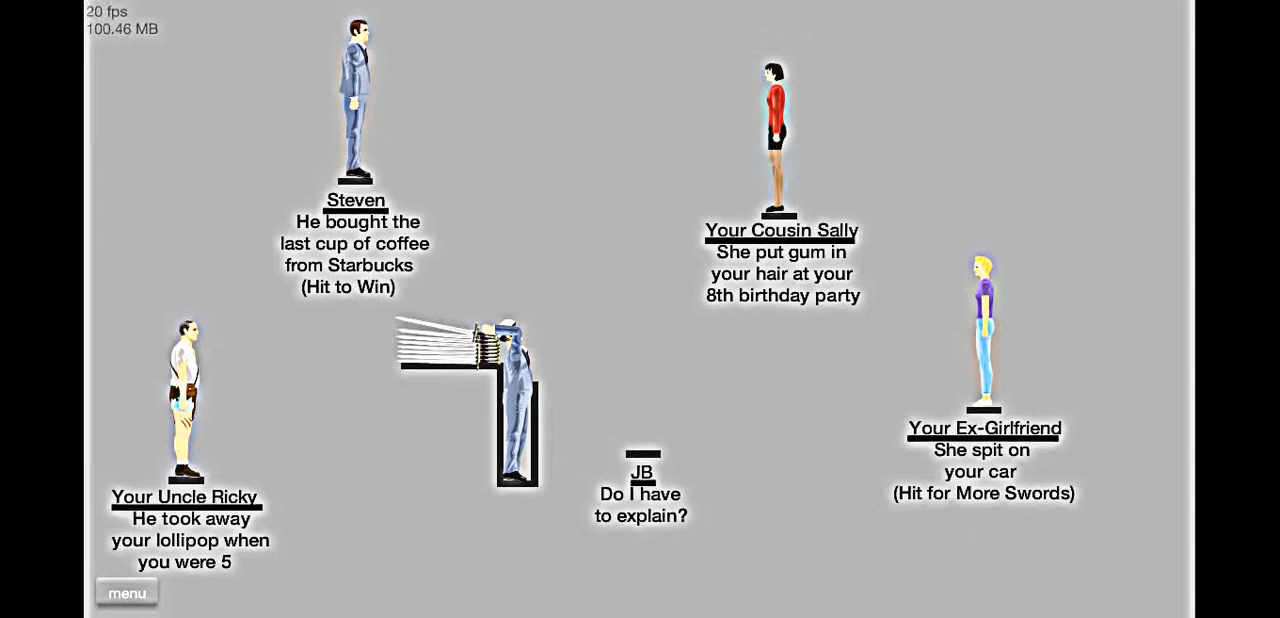 20 fps
100.46 MB
Steven
He bought the
last cup of coffee
from Starbucks
(Hit to Win)
Your Cousin Sally
She put gum in
your hair at your
8th birthday party
Your Ex-Girlfriend
She spit on
your car
(Hit for More Swords)
JB
Do I have
to explain?
Your Uncle Ricky
He took away
your lollipop when
you were 5
menu